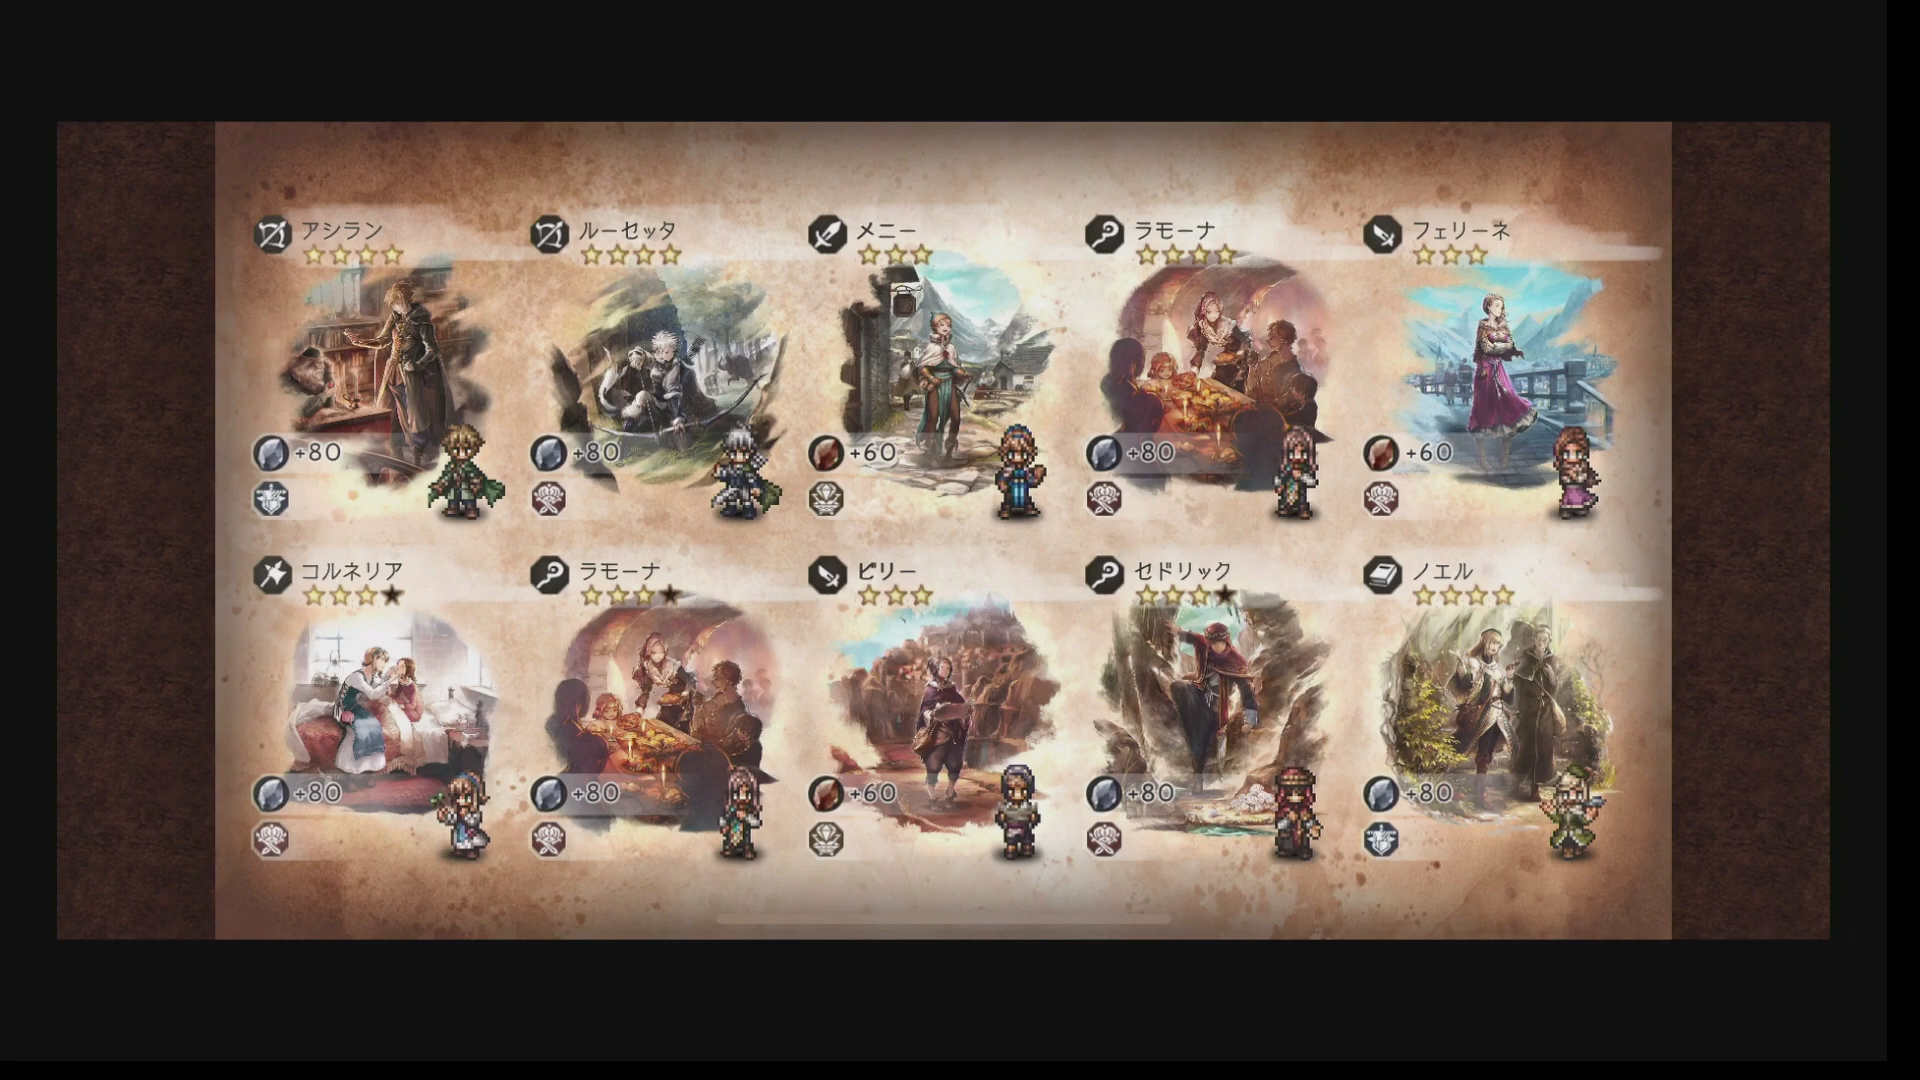 アシラン
ルーセッタ
メニー
ラモーナ
フェリーネ
+80
+80
+60
+80
+60
コルネリア
ラモーナ
ビリー
セドリック
ノエル
+80
+80
+60
+80
+80